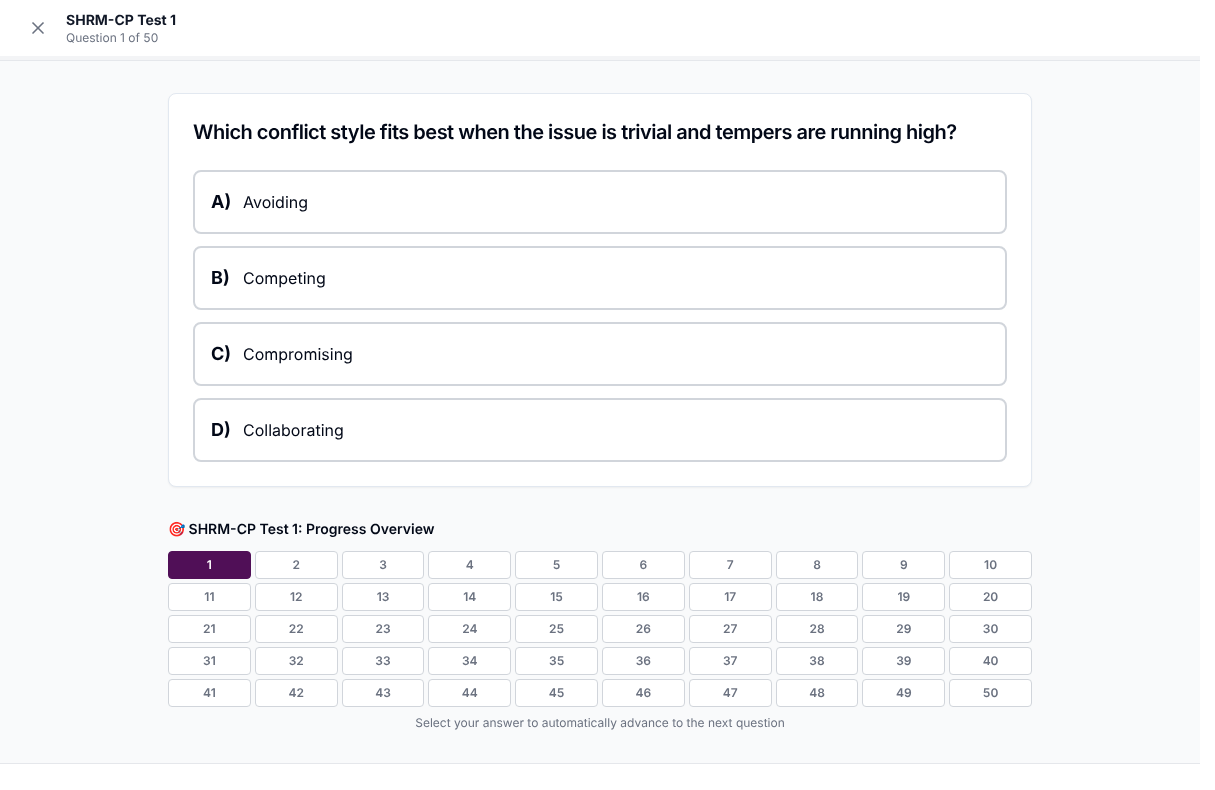 SHRM-CP Test 1
Question 1 of 50
Which conflict style fits best when the issue is trivial and tempers are running high?
A) Avoiding
B) Competing
C) Compromising
D) Collaborating
🎯 SHRM-CP Test 1: Progress Overview
1 2 3 4 5 6 7 8 9 10
11 12 13 14 15 16 17 18 19 20
21 22 23 24 25 26 27 28 29 30
31 32 33 34 35 36 37 38 39 40
41 42 43 44 45 46 47 48 49 50
Select your answer to automatically advance to the next question